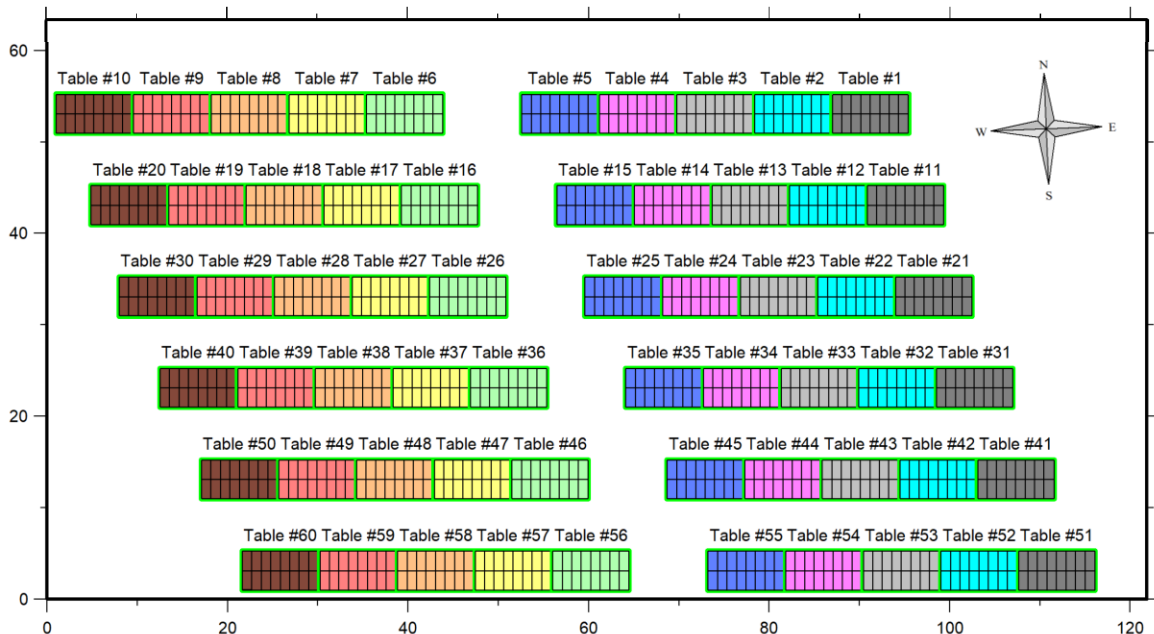 60
Table #10 Table #9 Table #8 Table #7 Table #6 Table #5 Table #4 Table #3 Table #2 Table #1
N
W E
S
Table #20 Table #19 Table #18 Table #17 Table #16 Table #15 Table #14 Table #13 Table #12 Table #11
40
Table #30 Table #29 Table #28 Table #27 Table #26 Table #25 Table #24 Table #23 Table #22 Table #21
Table #40 Table #39 Table #38 Table #37 Table #36 Table #35 Table #34 Table #33 Table #32 Table #31
20
Table #50 Table #49 Table #48 Table #47 Table #46 Table #45 Table #44 Table #43 Table #42 Table #41
Table #60 Table #59 Table #58 Table #57 Table #56 Table #55 Table #54 Table #53 Table #52 Table #51
0
0 20 40 60 80 100 120